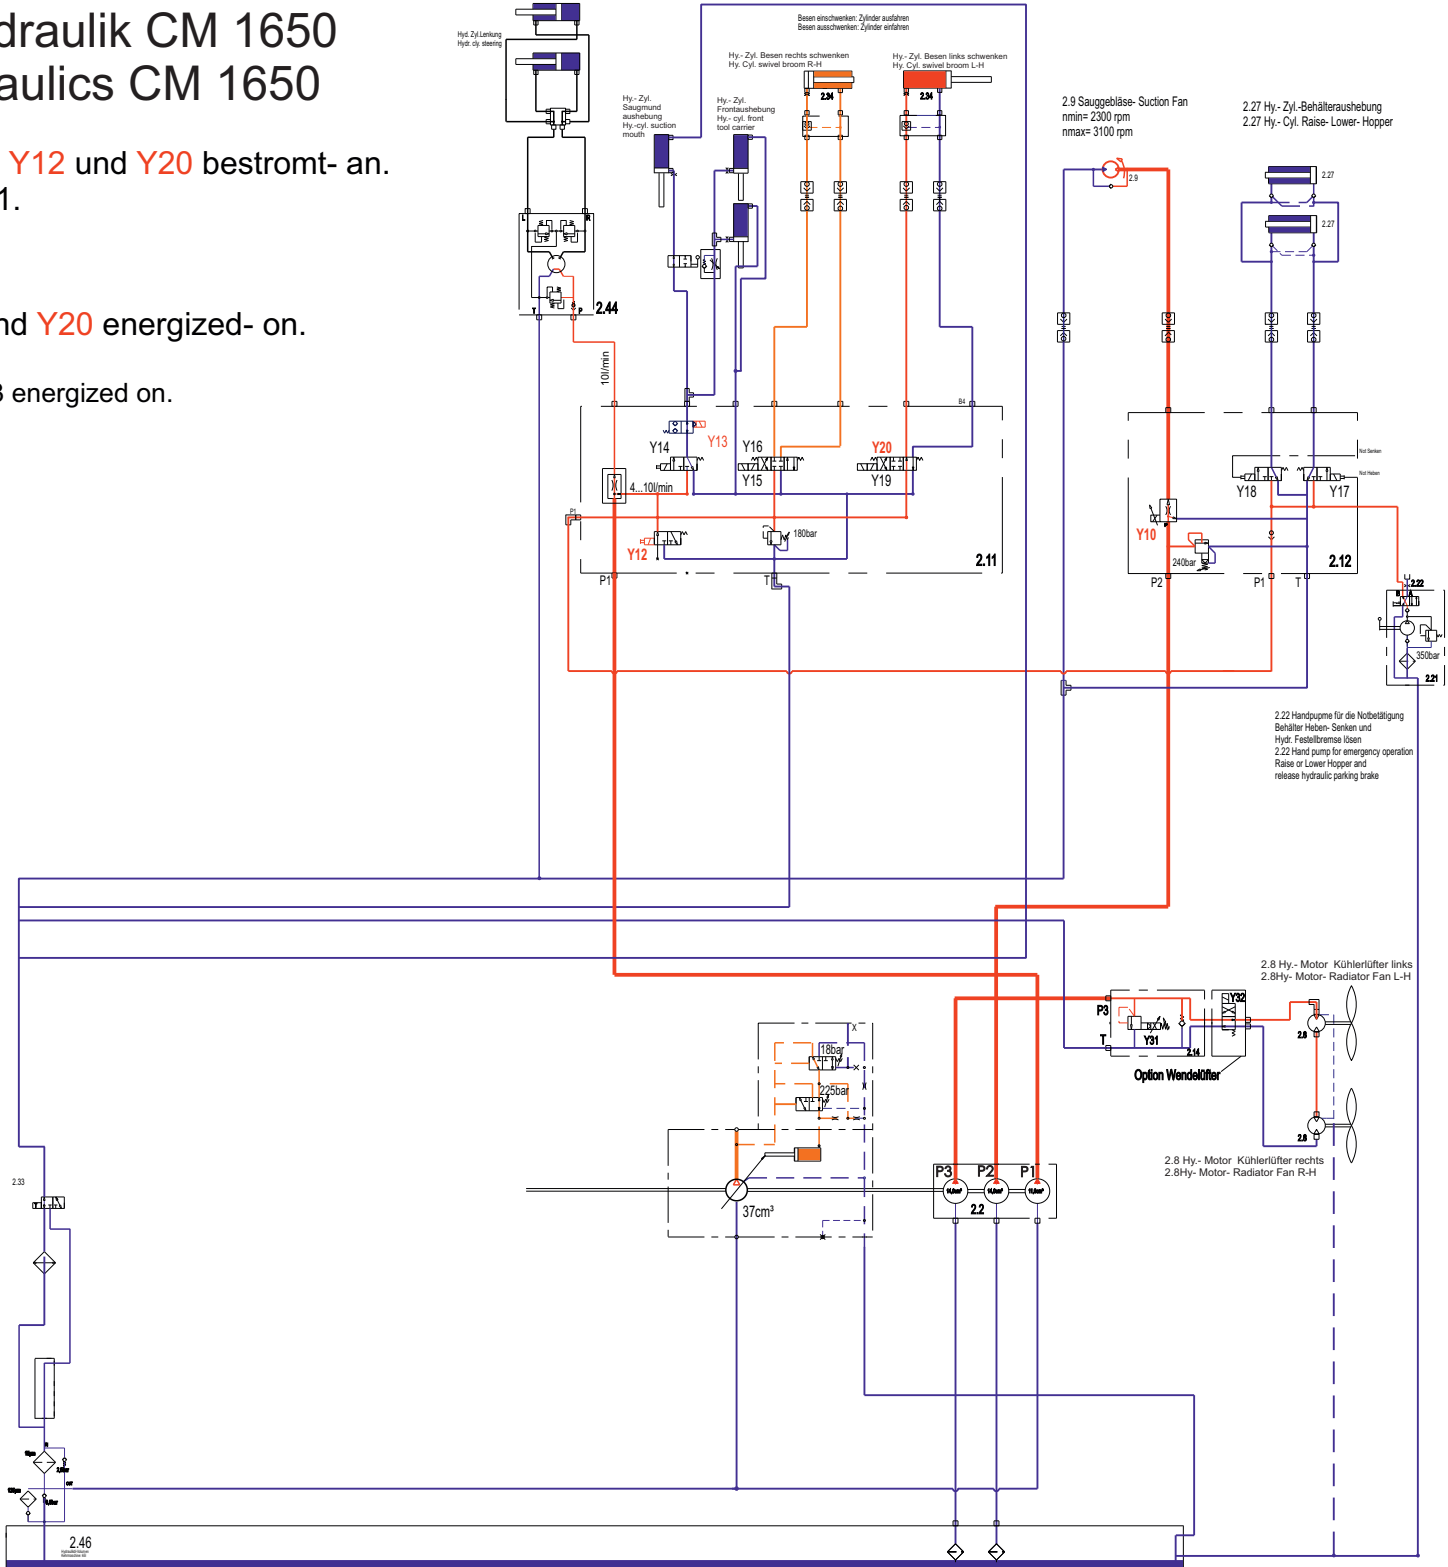 draulik CM 1650
aulics CM 1650
Y12 und Y20 bestromt- an.
1.
nd Y20 energized- on.
3 energized on.
Hyd. Zyl.Lenkung
Hydr. cly. steering
Besen einschwenken: Zylinder ausfahren
Besen ausschwenken: Zylinder einfahren
Hy.- Zyl. Besen rechts schwenken
Hy. Cyl. swivel broom R-H
Hy.- Zyl. Besen links schwenken
Hy. Cyl. swivel broom L-H
2.34
2.34
Hy.- Zyl.
Saugmund
aushebung
Hy.-cyl. suction
mouth
Hy.- Zyl.
Frontaushebung
Hy.- cyl. front
tool carrier
2.9 Sauggebläse- Suction Fan
nmin= 2300 rpm
nmax= 3100 rpm
2.27 Hy.- Zyl.-Behälteraushebung
2.27 Hy.- Cyl. Raise- Lower- Hopper
2.9
2.27
2.27
L
R
T
P
2.44
10l/min
B4
Y14
Y13
Y16
Y15
Y20
Y19
4...10l/min
P1
Y12
180bar
2.11
P1
T
Not Senken
Not Heben
Y18
Y17
Y10
240bar
2.12
P2
P1
T
2.22
350bar
2.21
2.22 Handpupme für die Notbetätigung
Behälter Heben- Senken und
Hydr. Festellbremse lösen
2.22 Hand pump for emergency operation
Raise or Lower Hopper and
release hydraulic parking brake
2.8 Hy.- Motor Kühlerlüfter links
2.8Hy- Motor- Radiator Fan L-H
P3
T
Y31
2.14
Y32
2.8
Option Wendelüfter
2.8
2.8 Hy.- Motor Kühlerlüfter rechts
2.8Hy- Motor- Radiator Fan R-H
X
18bar
225bar
37cm³
P3
P2
P1
2.2
2.33
2.46